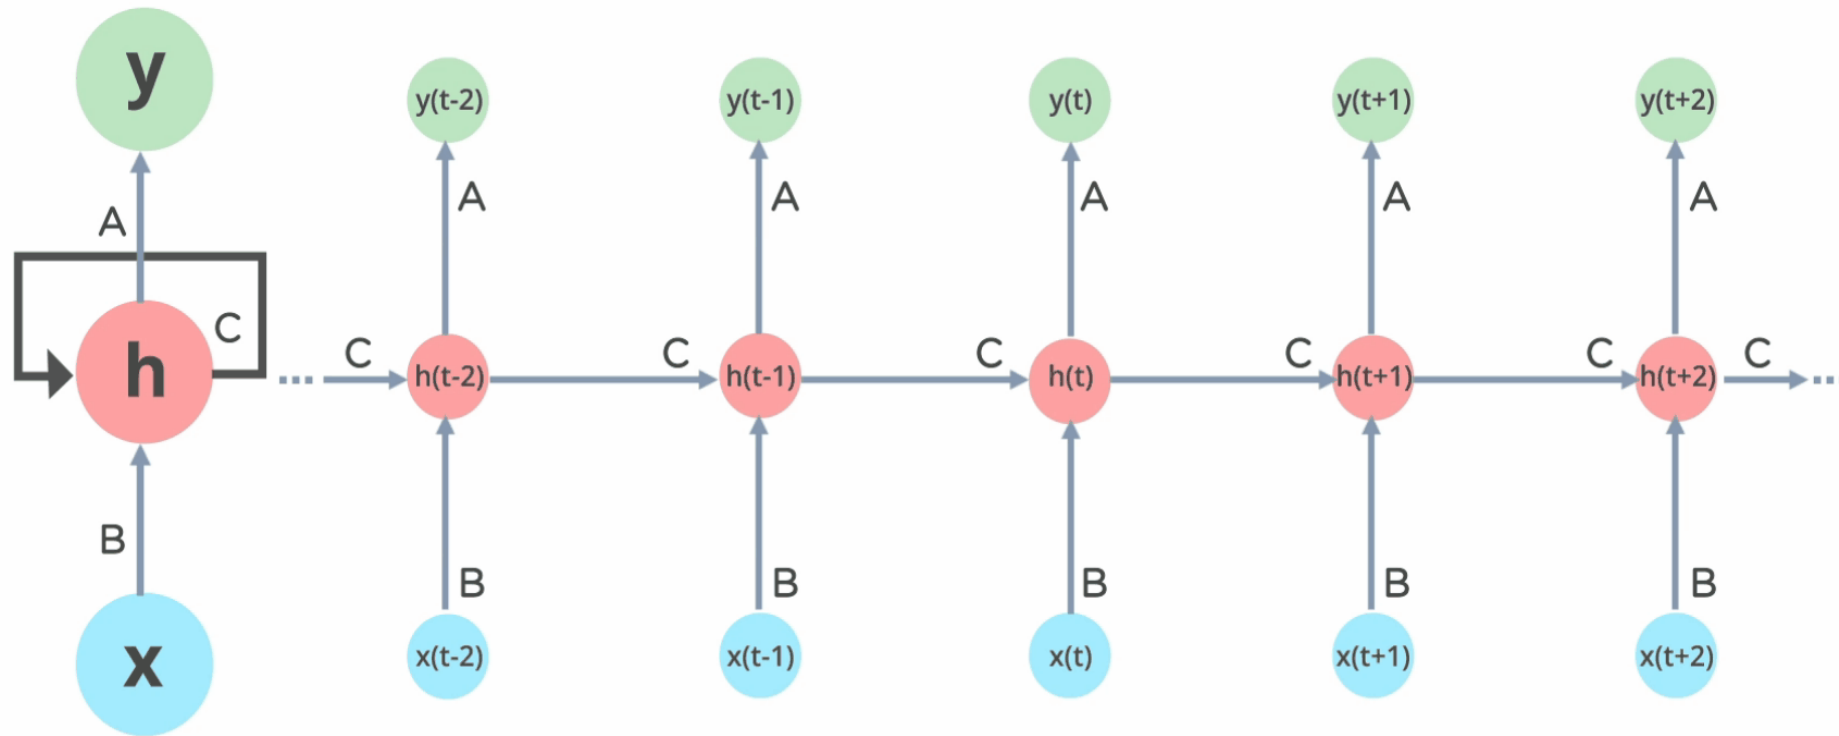 y
y(t-2) y(t-1) y(t) y(t+1) y(t+2)
A A A A A A
C C C C C C C
h h(t-2) h(t-1) h(t) h(t+1) h(t+2)
B B B B B B
x x(t-2) x(t-1) x(t) x(t+1) x(t+2)